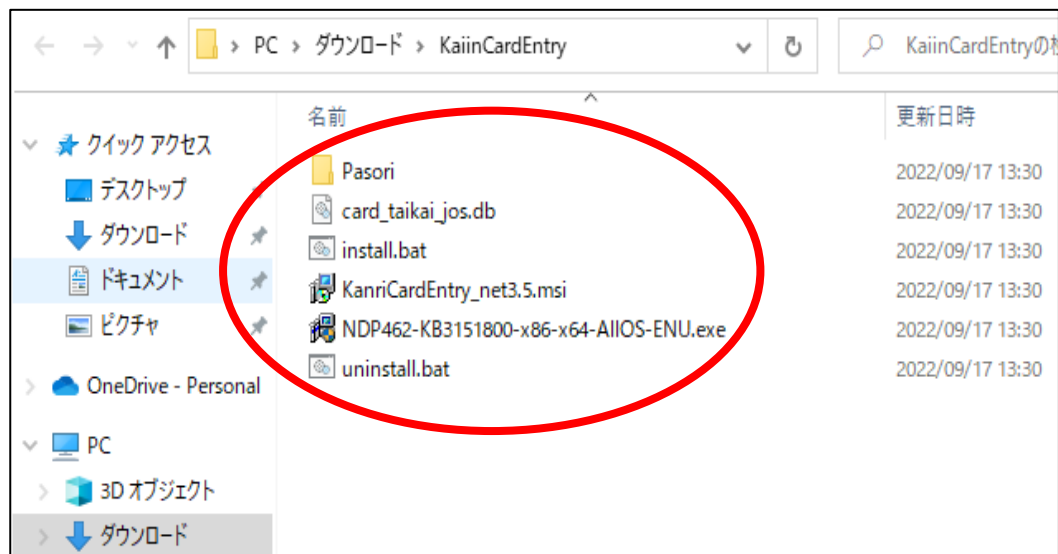 PC > ダウンロード > KaiinCardEntry
KaiinCardEntryの
名前
更新日時
クイック アクセス
デスクトップ
ダウンロード
ドキュメント
ピクチャ
OneDrive - Personal
PC
3D オブジェクト
ダウンロード
Pasori 2022/09/17 13:30
card_taikai_jos.db 2022/09/17 13:30
install.bat 2022/09/17 13:30
KanriCardEntry_net3.5.msi 2022/09/17 13:30
NDP462-KB3151800-x86-x64-AllOS-ENU.exe 2022/09/17 13:30
uninstall.bat 2022/09/17 13:30